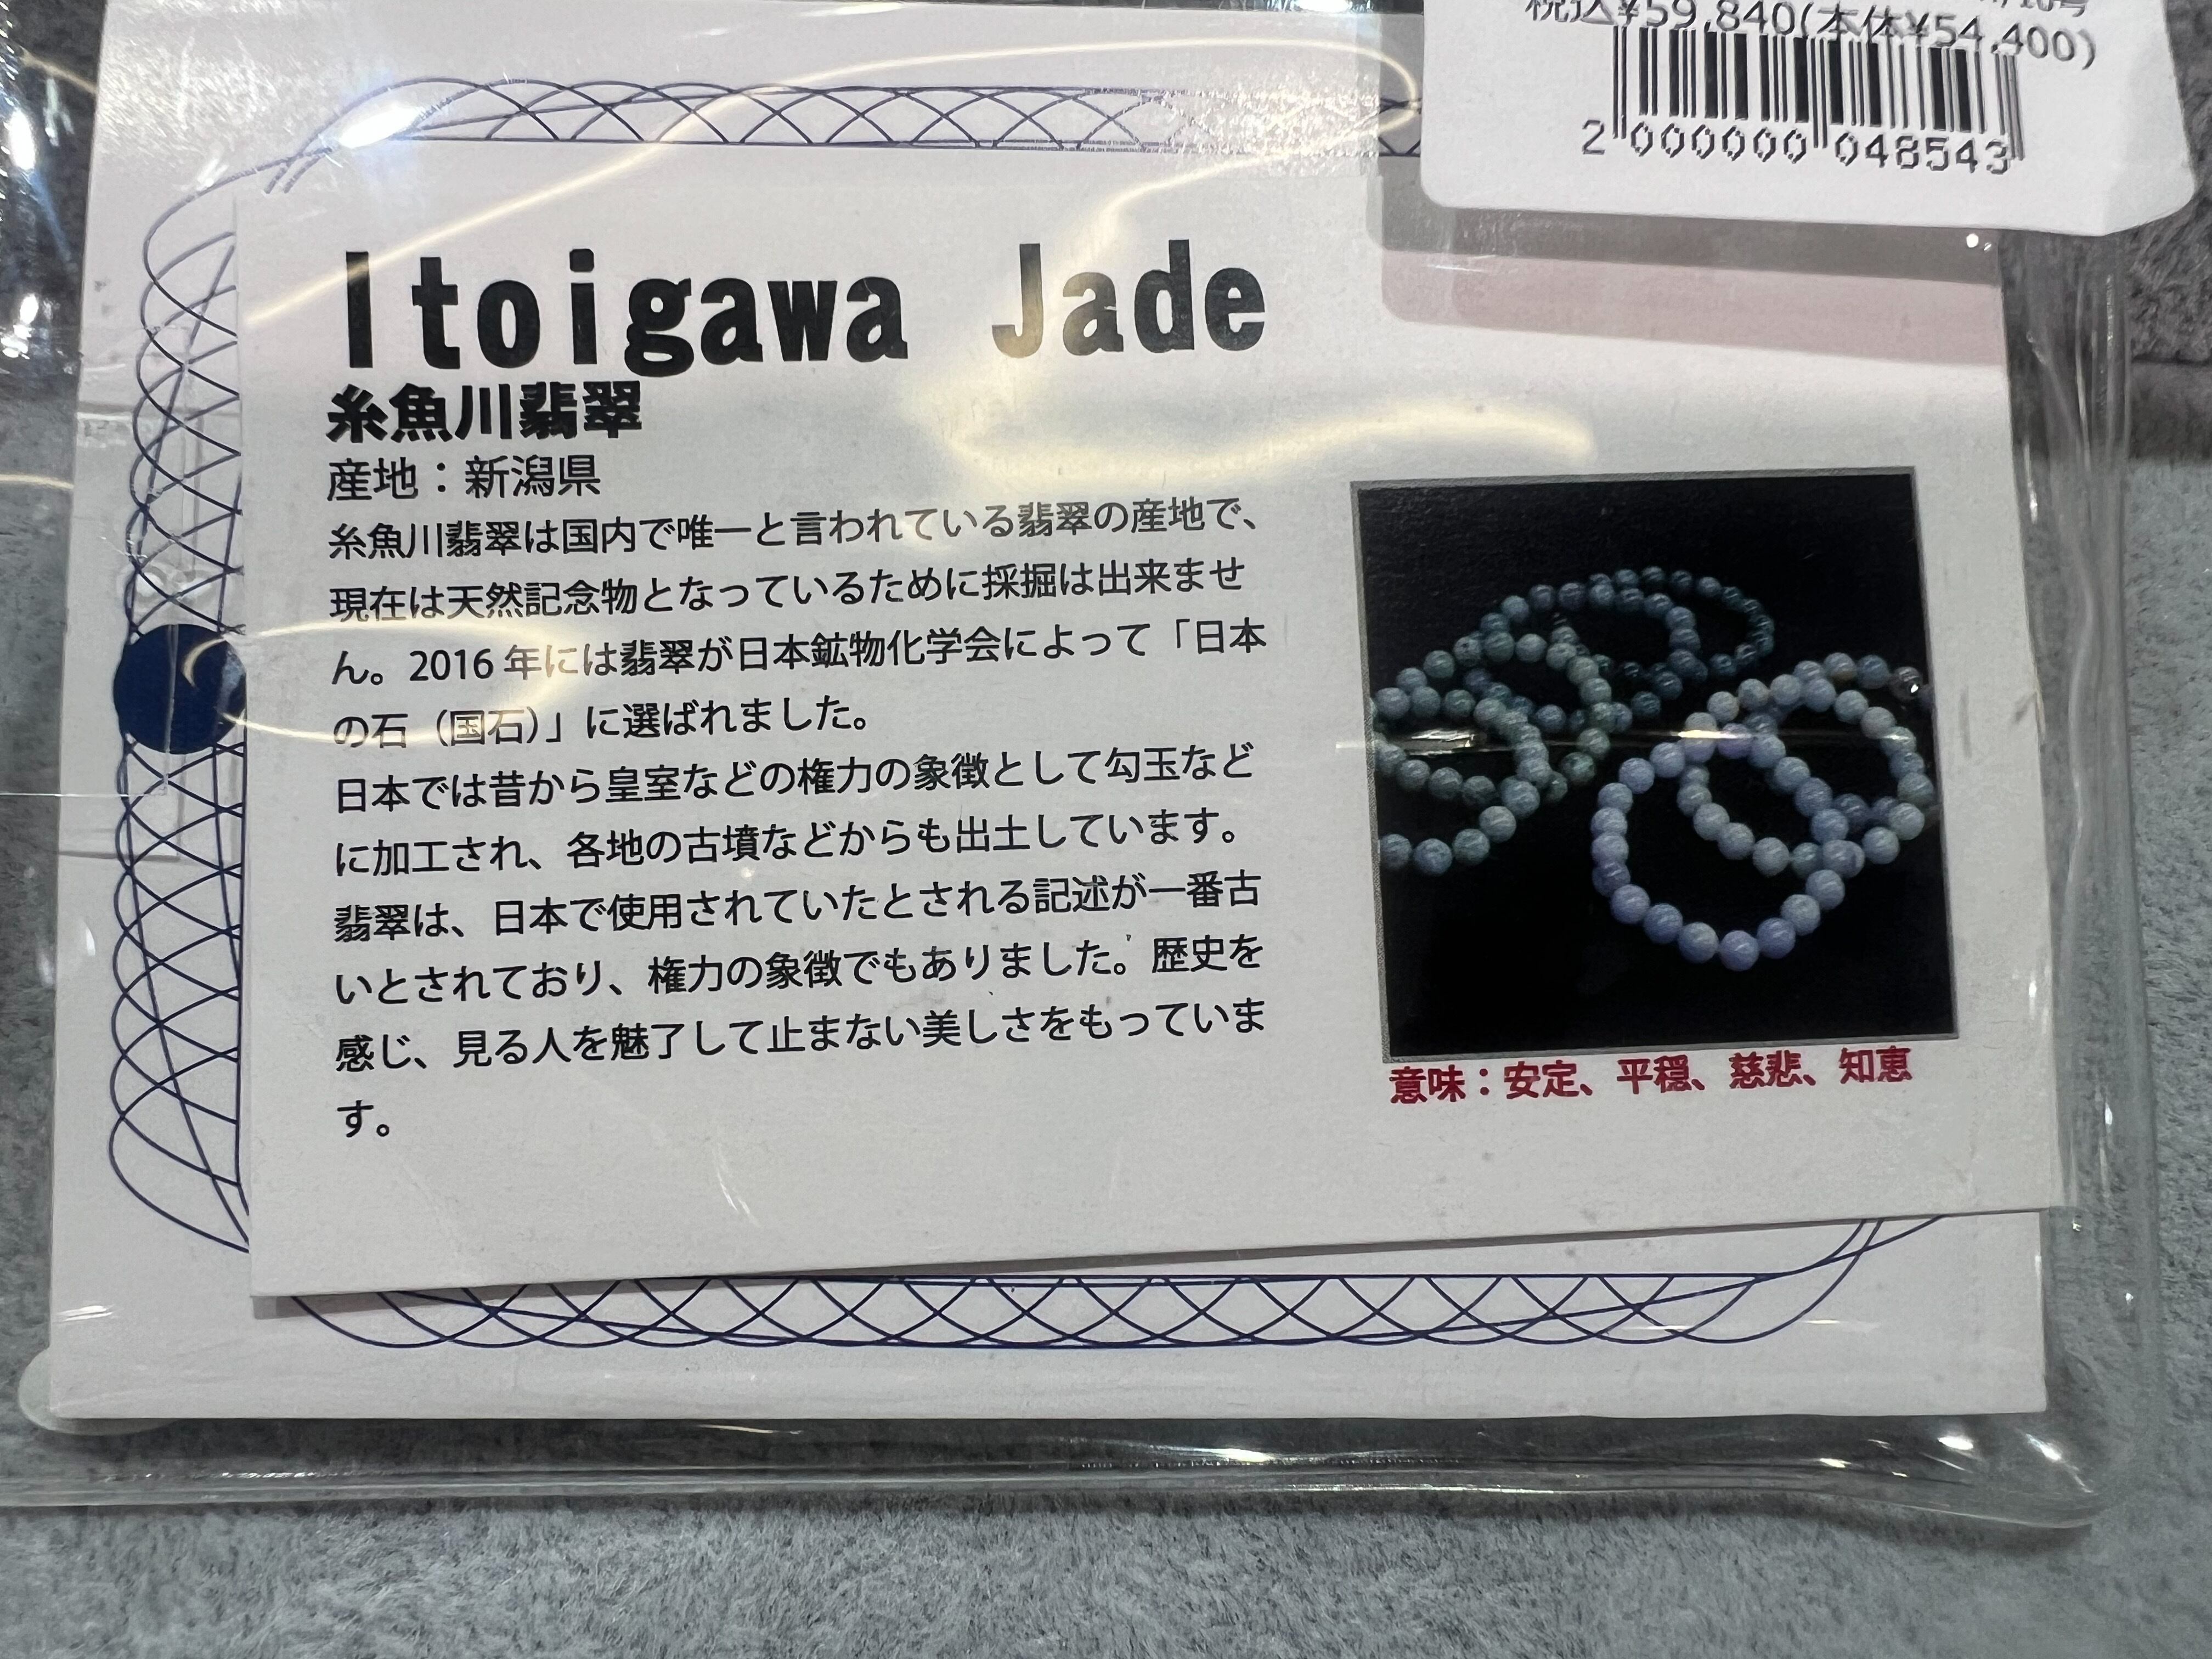 税込¥59,840(本体¥54,400)
2 000000 048543
Itoigawa Jade
糸魚川翡翠
産地：新潟県
糸魚川翡翠は国内で唯一と言われている翡翠の産地で、
現在は天然記念物となっているために採掘は出来ませ
ん。2016 年には翡翠が日本鉱物化学会によって「日本
の石（国石）」に選ばれました。
日本では昔から皇室などの権力の象徴として勾玉など
に加工され、各地の古墳などからも出土しています。
翡翠は、日本で使用されていたとされる記述が一番古
いとされており、権力の象徴でもありました。歴史を
感じ、見る人を魅了して止まない美しさをもっていま
す。
意味：安定、平穏、慈悲、知恵